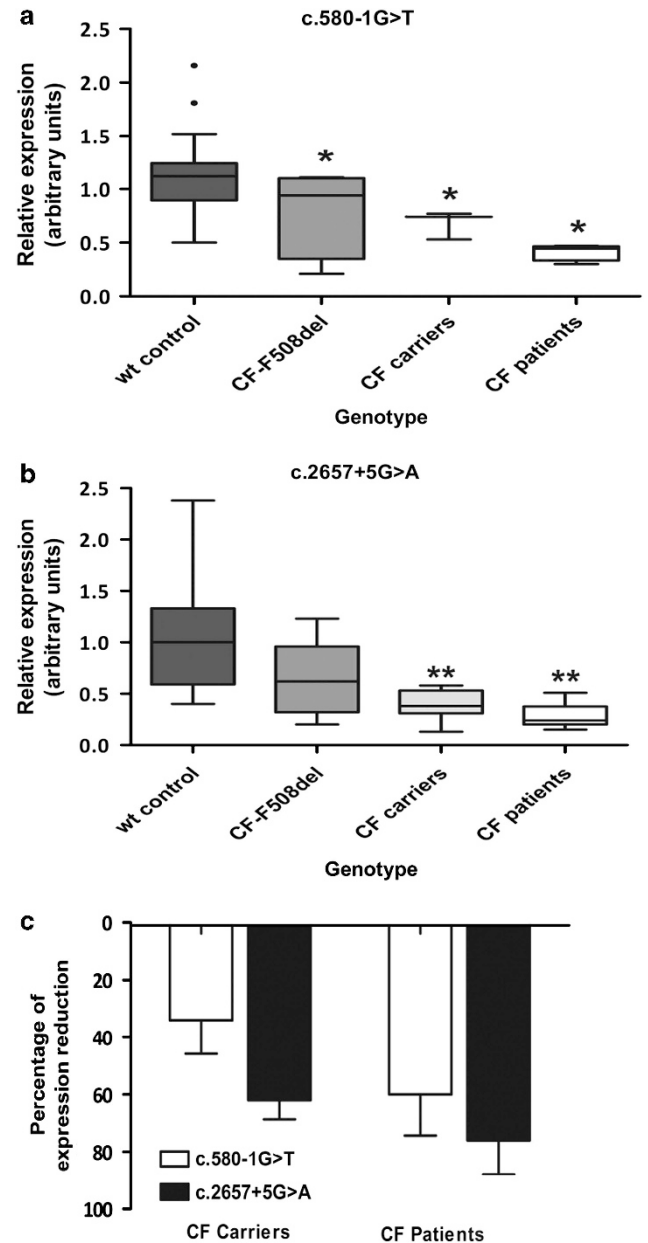 a
c.580-1G>T
Relative expression
(arbitrary units)
2.5
2.0
1.5
1.0
0.5
0.0
*
*
*
wt control
CF-F508del
CF carriers
CF patients
Genotype
b
c.2657+5G>A
Relative expression
(arbitrary units)
2.5
2.0
1.5
1.0
0.5
0.0
**
**
wt control
CF-F508del
CF carriers
CF patients
Genotype
c
Percentage of
expression reduction
0
20
40
60
80
100
c.580-1G>T
c.2657+5G>A
CF Carriers
CF Patients